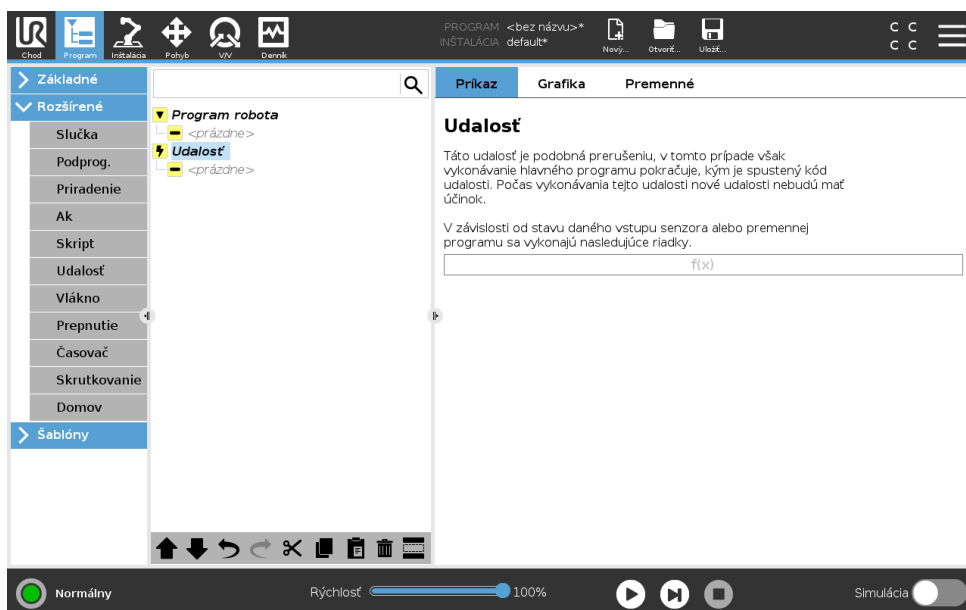 PROGRAM <bez názvu>*
INŠTALÁCIA default*
Chod
Program
Inštalácia
Pohyb
V/V
Denník
Nový...
Otvoriť...
Uložiť...
C C
C C
Základné
Rozšírené
Slučka
Podprog.
Priradenie
Ak
Skript
Udalosť
Vlákno
Prepnutie
Časovač
Skrutkovanie
Domov
Šablóny
Program robota
<prázdne>
Udalosť
<prázdne>
Príkaz Grafika Premenné
Udalosť
Táto udalosť je podobná prerušeniu, v tomto prípade však
vykonávanie hlavného programu pokračuje, kým je spustený kód
udalosti. Počas vykonávania tejto udalosti nové udalosti nebudú mať
účinok.
V závislosti od stavu daného vstupu senzora alebo premennej
programu sa vykonajú nasledujúce riadky.
f(x)
Normálny
Rýchlosť 100%
Simulácia